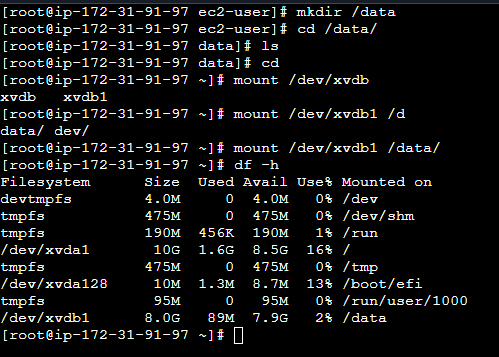 [root@ip-172-31-91-97 ec2-user]# mkdir /data
[root@ip-172-31-91-97 ec2-user]# cd /data/
[root@ip-172-31-91-97 data]# ls
[root@ip-172-31-91-97 data]# cd
[root@ip-172-31-91-97 ~]# mount /dev/xvdb
xvdb   xvdb1
[root@ip-172-31-91-97 ~]# mount /dev/xvdb1 /d
data/ dev/
[root@ip-172-31-91-97 ~]# mount /dev/xvdb1 /data/
[root@ip-172-31-91-97 ~]# df -h
Filesystem      Size  Used Avail Use% Mounted on
devtmpfs        4.0M     0  4.0M   0% /dev
tmpfs           475M     0  475M   0% /dev/shm
tmpfs           190M  456K  190M   1% /run
/dev/xvda1       10G  1.6G  8.5G  16% /
tmpfs           475M     0  475M   0% /tmp
/dev/xvda128     10M  1.3M  8.7M  13% /boot/efi
tmpfs            95M     0   95M   0% /run/user/1000
/dev/xvdb1      8.0G   89M  7.9G   2% /data
[root@ip-172-31-91-97 ~]#